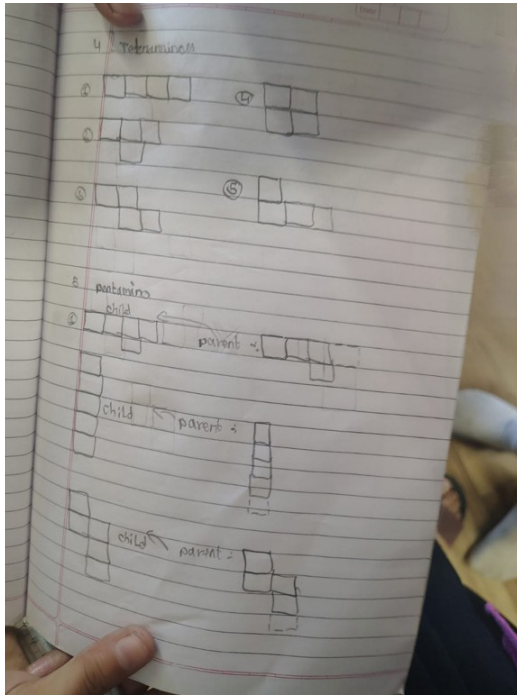 4 Tetromino
①
④
②
③
⑤
5 pentomino
child
① parent :
child parent :
child parent :